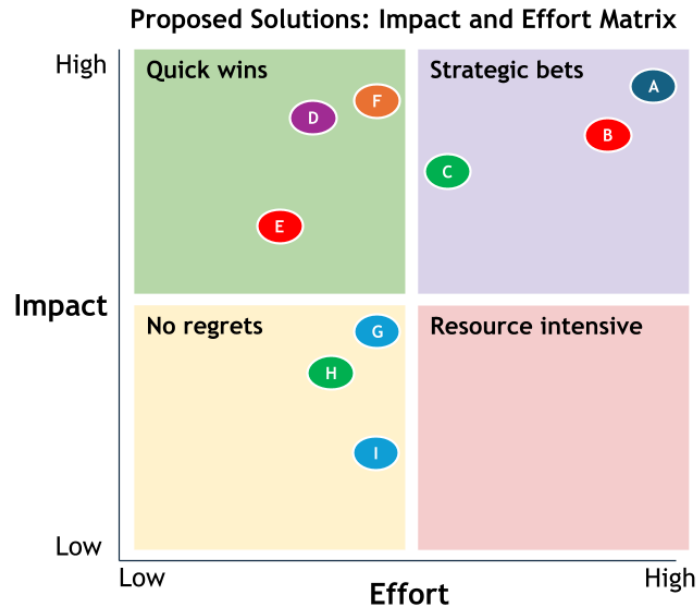 Proposed Solutions: Impact and Effort Matrix
High
Quick wins
Strategic bets
A
F
D
B
C
E
Impact
No regrets
Resource intensive
G
H
I
Low
Low
High
Effort